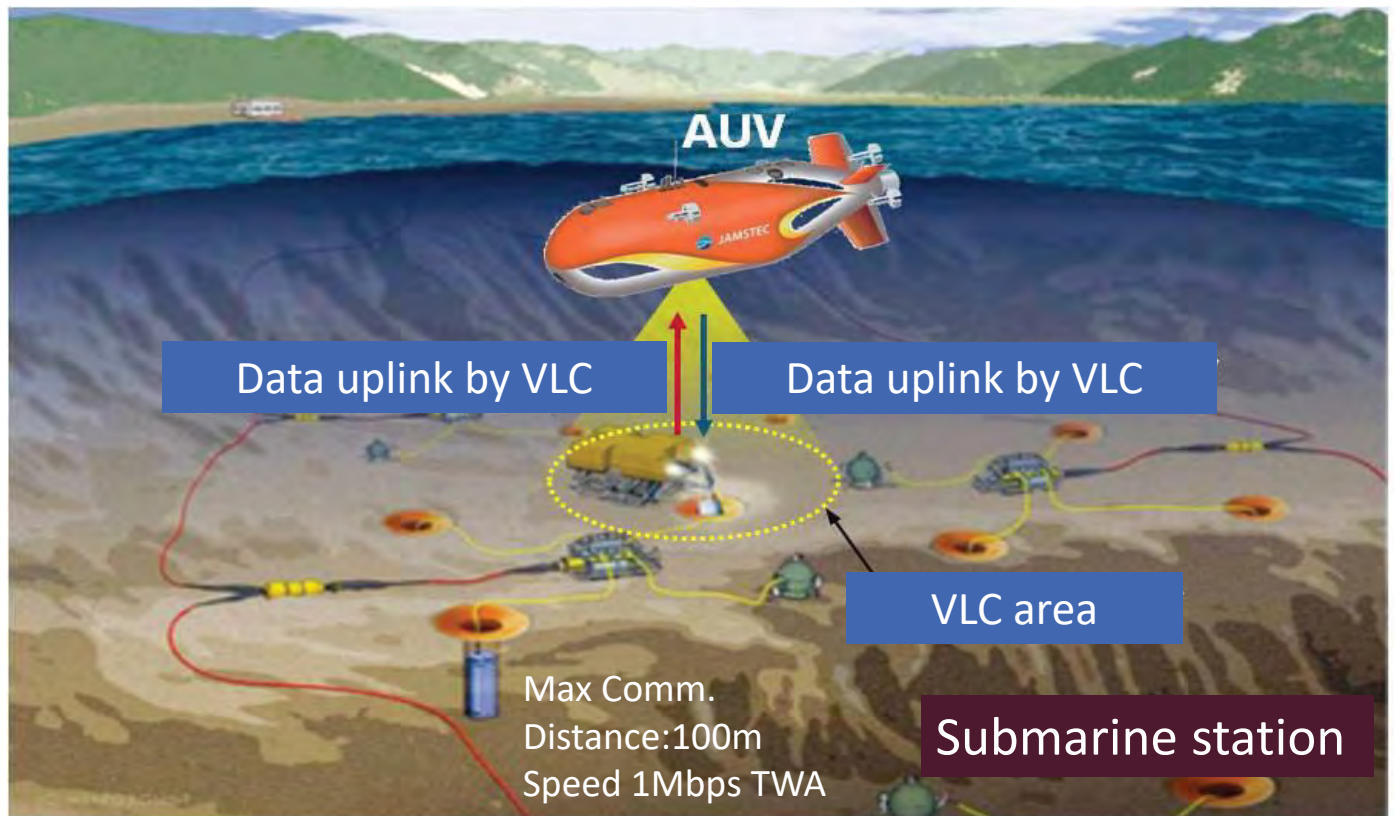 AUV
JAMSTEC
Data uplink by VLC
Data uplink by VLC
VLC area
Max Comm.
Distance:100m
Speed 1Mbps TWA
Submarine station